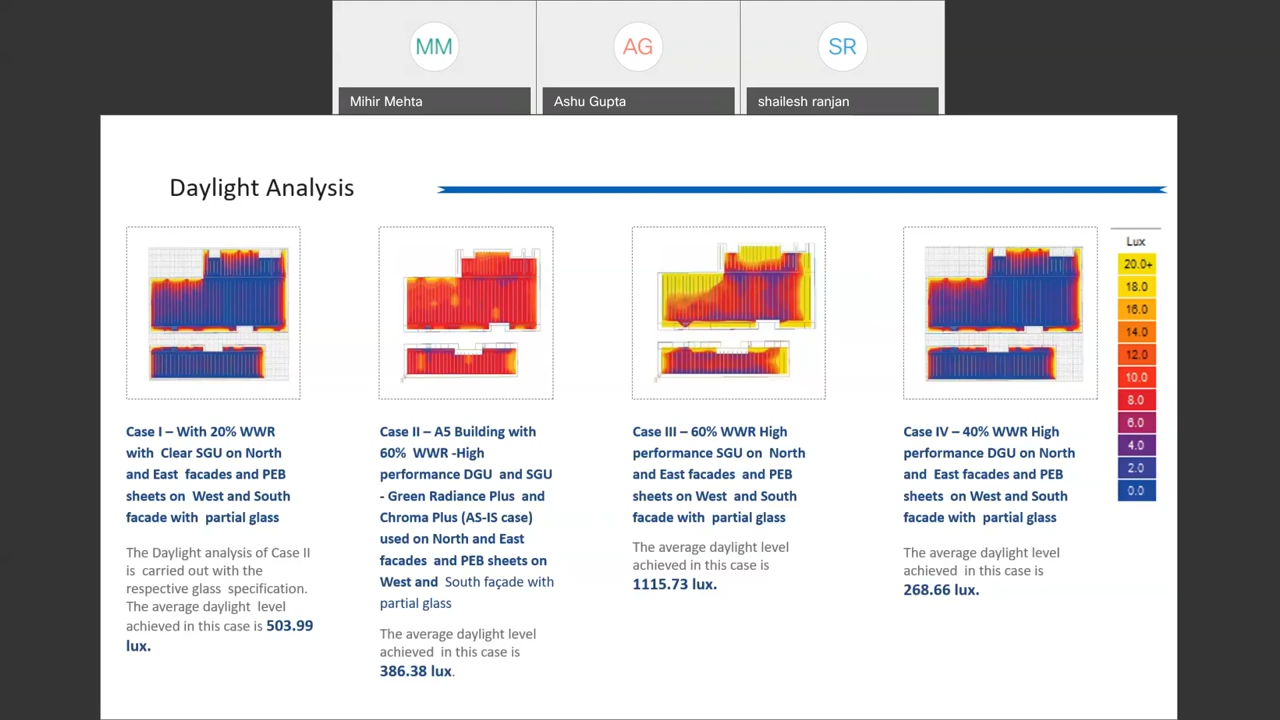 MM
AG
SR
Mihir Mehta
Ashu Gupta
shailesh ranjan
Daylight Analysis
Case I – With 20% WWR
with Clear SGU on North
and East facades and PEB
sheets on West and South
facade with partial glass
The Daylight analysis of Case II
is carried out with the
respective glass specification.
The average daylight level
achieved in this case is 503.99
lux.
Case II – A5 Building with
60% WWR -High
performance DGU and SGU
- Green Radiance Plus and
Chroma Plus (AS-IS case)
used on North and East
facades and PEB sheets on
West and South façade with
partial glass
The average daylight level
achieved in this case is
386.38 lux.
Case III – 60% WWR High
performance SGU on North
and East facades and PEB
sheets on West and South
facade with partial glass
The average daylight level
achieved in this case is
1115.73 lux.
Case IV – 40% WWR High
performance DGU on North
and East facades and PEB
sheets on West and South
facade with partial glass
The average daylight level
achieved in this case is
268.66 lux.
Lux
20.0+
18.0
16.0
14.0
12.0
10.0
8.0
6.0
4.0
2.0
0.0